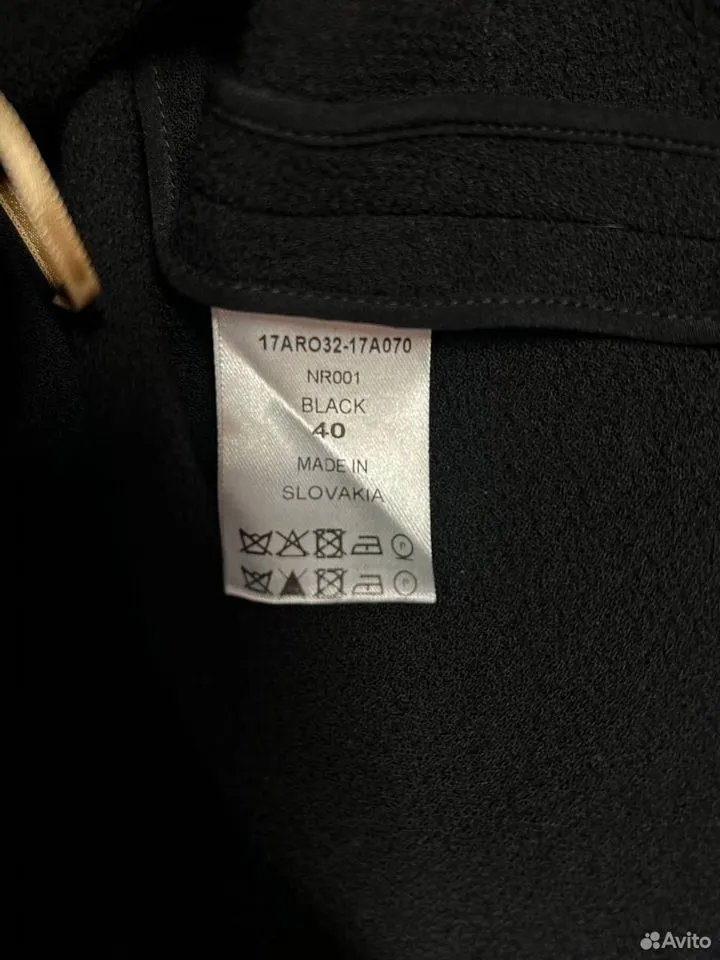 17ARO32-17A070
NR001
BLACK
40
MADE IN
SLOVAKIA
P
P
Avito